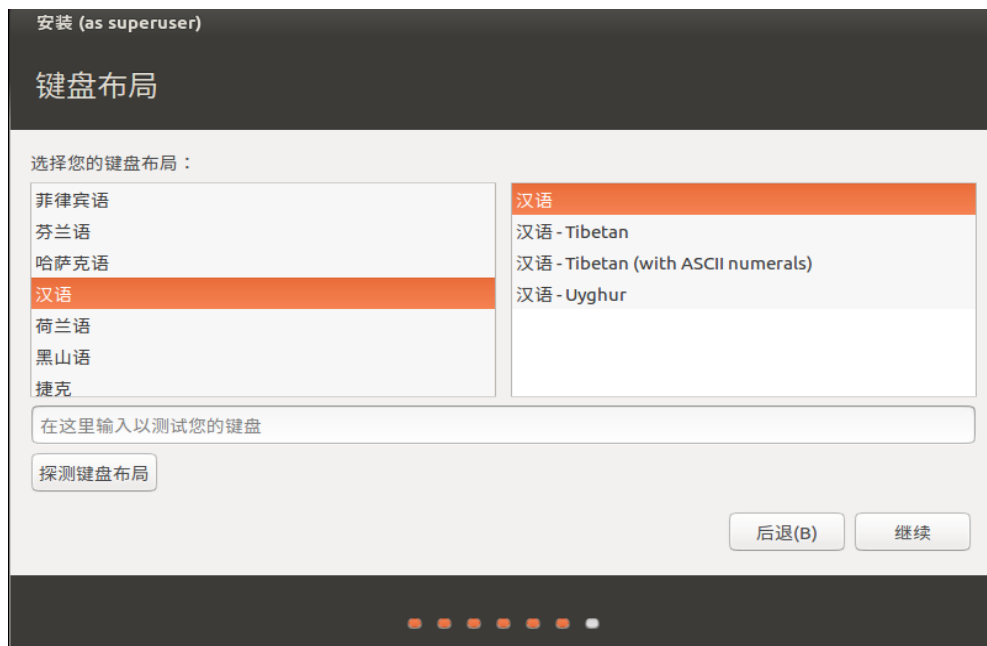 安装 (as superuser)
键盘布局
选择您的键盘布局：
菲律宾语
芬兰语
哈萨克语
汉语
荷兰语
黑山语
捷克
汉语
汉语 - Tibetan
汉语 - Tibetan (with ASCII numerals)
汉语 - Uyghur
在这里输入以测试您的键盘
探测键盘布局
后退(B)
继续